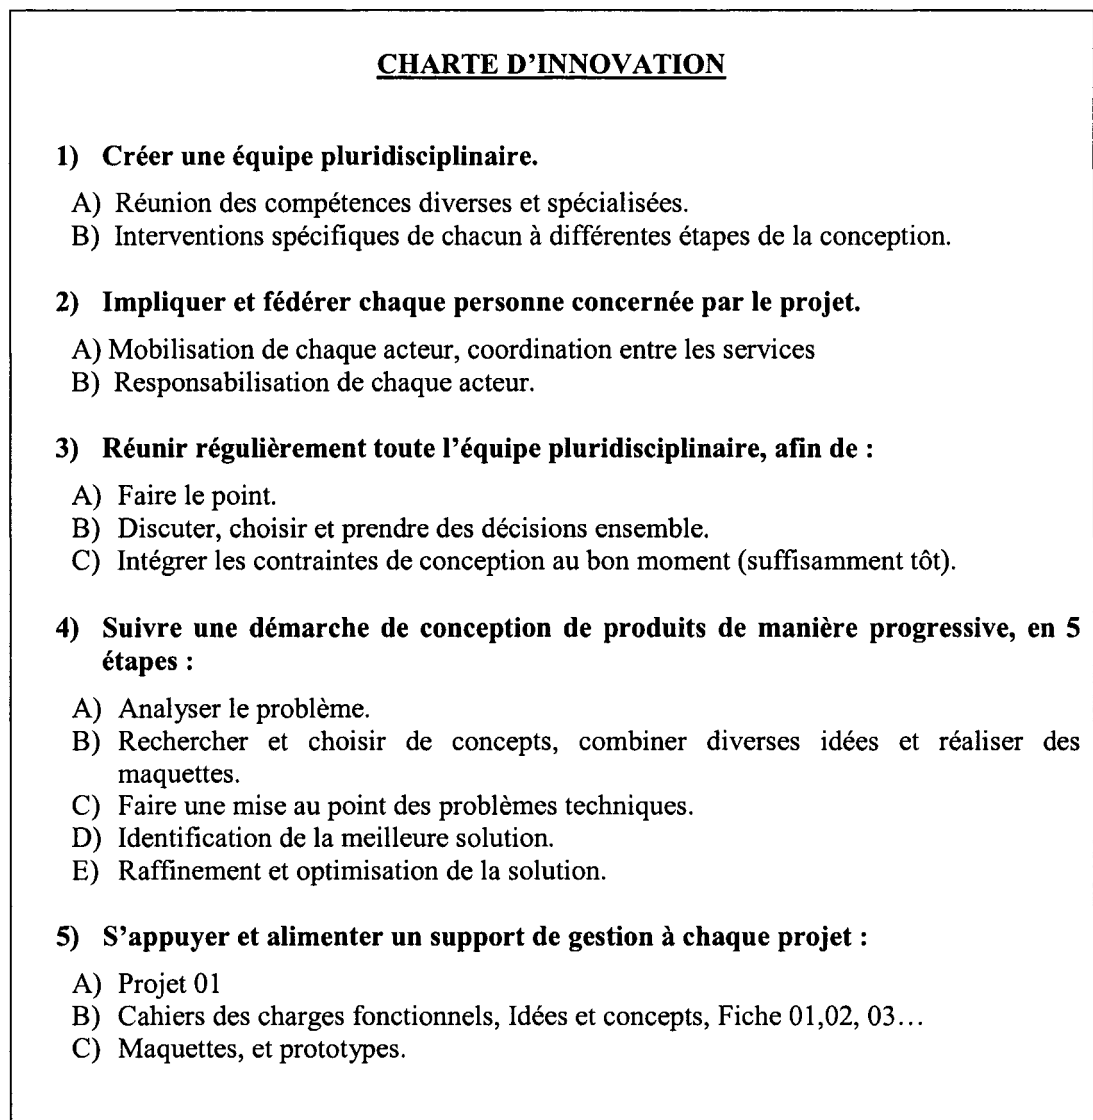 CHARTE D'INNOVATION
1) Créer une équipe pluridisciplinaire.
A) Réunion des compétences diverses et spécialisées.
B) Interventions spécifiques de chacun à différentes étapes de la conception.
2) Impliquer et fédérer chaque personne concernée par le projet.
A) Mobilisation de chaque acteur, coordination entre les services
B) Responsabilisation de chaque acteur.
3) Réunir régulièrement toute l'équipe pluridisciplinaire, afin de :
A) Faire le point.
B) Discuter, choisir et prendre des décisions ensemble.
C) Intégrer les contraintes de conception au bon moment (suffisamment tôt).
4) Suivre une démarche de conception de produits de manière progressive, en 5
étapes :
A) Analyser le problème.
B) Rechercher et choisir de concepts, combiner diverses idées et réaliser des
maquettes.
C) Faire une mise au point des problèmes techniques.
D) Identification de la meilleure solution.
E) Raffinement et optimisation de la solution.
5) S'appuyer et alimenter un support de gestion à chaque projet :
A) Projet 01
B) Cahiers des charges fonctionnels, Idées et concepts, Fiche 01,02, 03…
C) Maquettes, et prototypes.